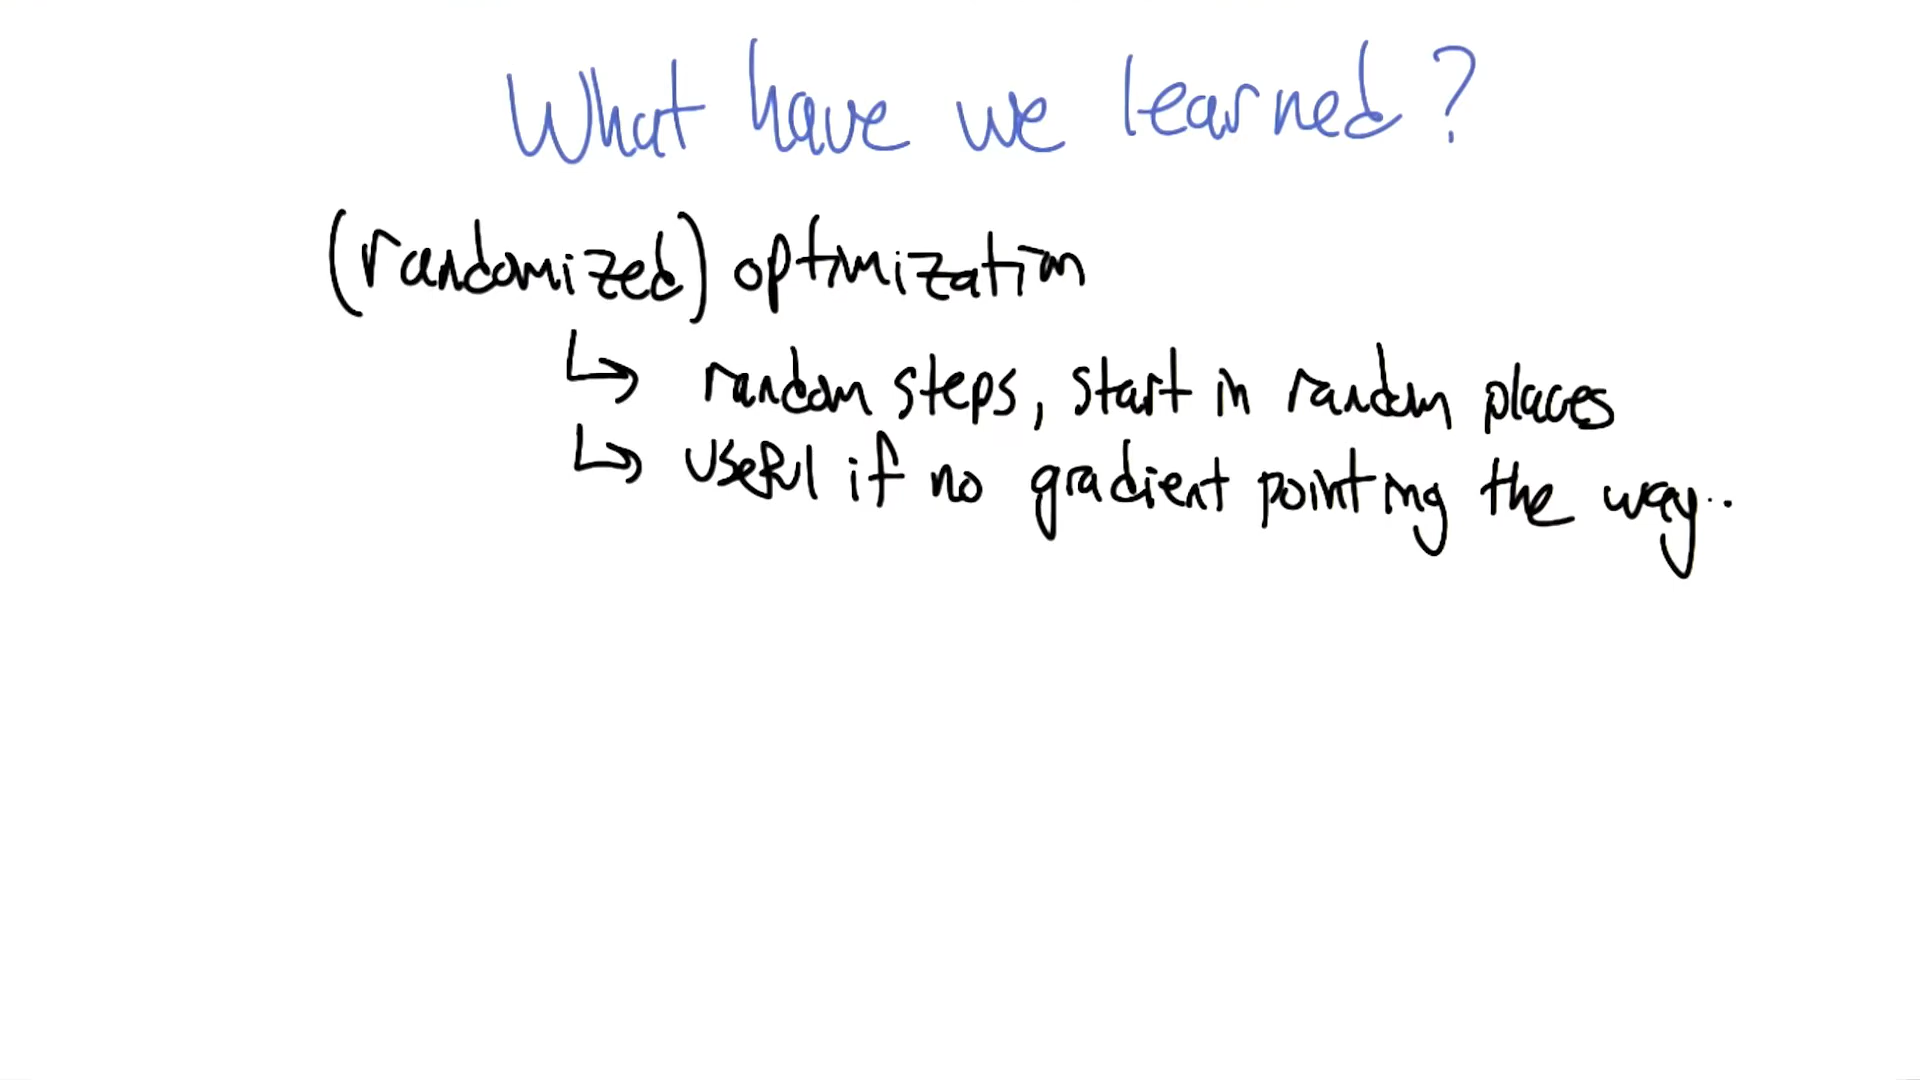 What have we learned?
(randomized) optimization
↳ random steps, start in random places
↳ useful if no gradient pointing the way..